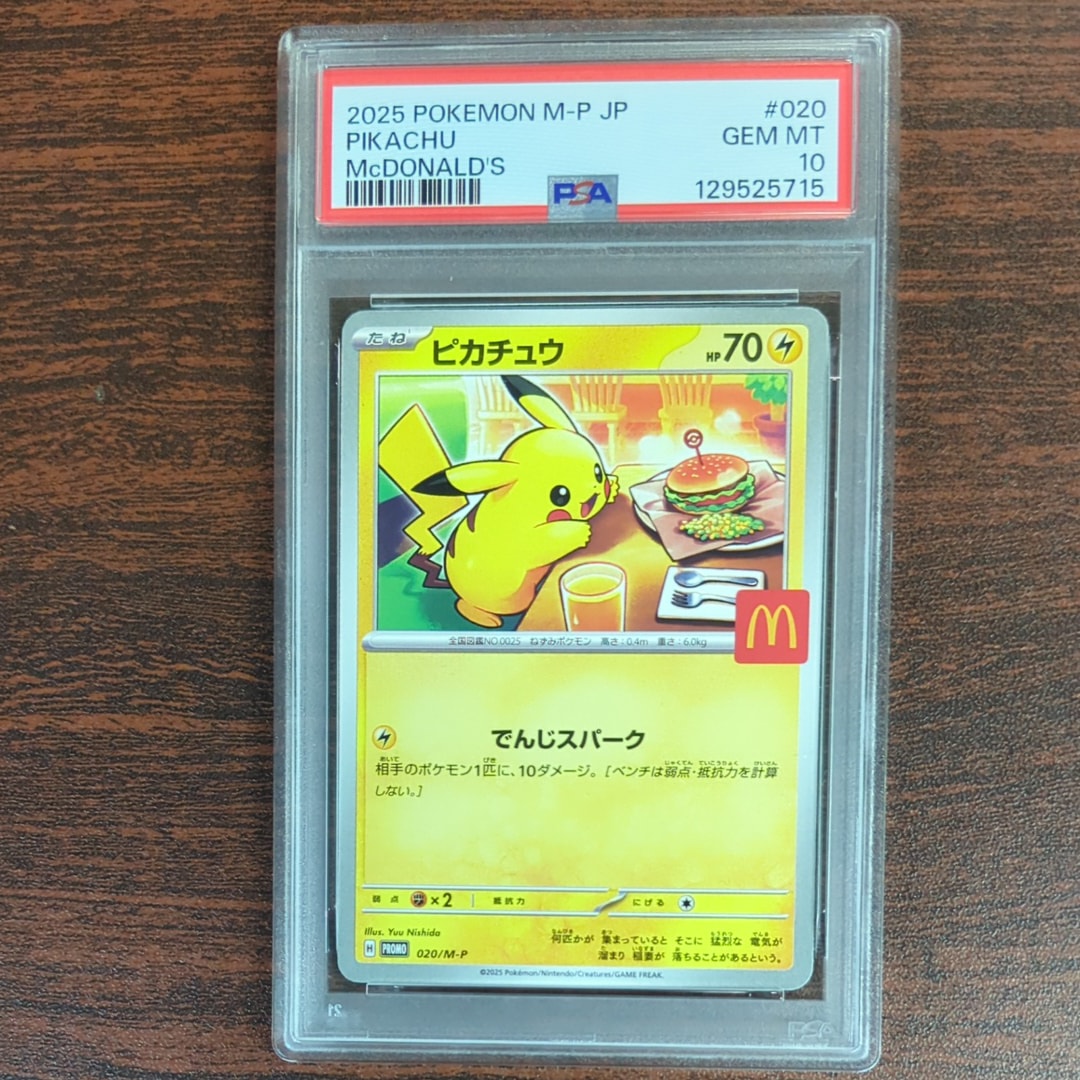 2025 POKEMON M-P JP #020
PIKACHU GEM MT
McDONALD'S 10
PSA 129525715
たね ピカチュウ HP 70
M
全国図鑑NO.0025 ねずみポケモン 高さ:0.4m 重さ:6.0kg
でんじスパーク
相手のポケモン1匹に、10ダメージ。[ベンチは弱点・抵抗力を計算
しない。]
弱点 ×2 抵抗力 にげる
Illus. Yuu Nishida
何匹かが 集まっていると そこに 猛烈な 電気が
溜まり 稲妻が 落ちることがあるという。
H PROMO 020/M-P
©2025 Pokémon/Nintendo/Creatures/GAME FREAK.